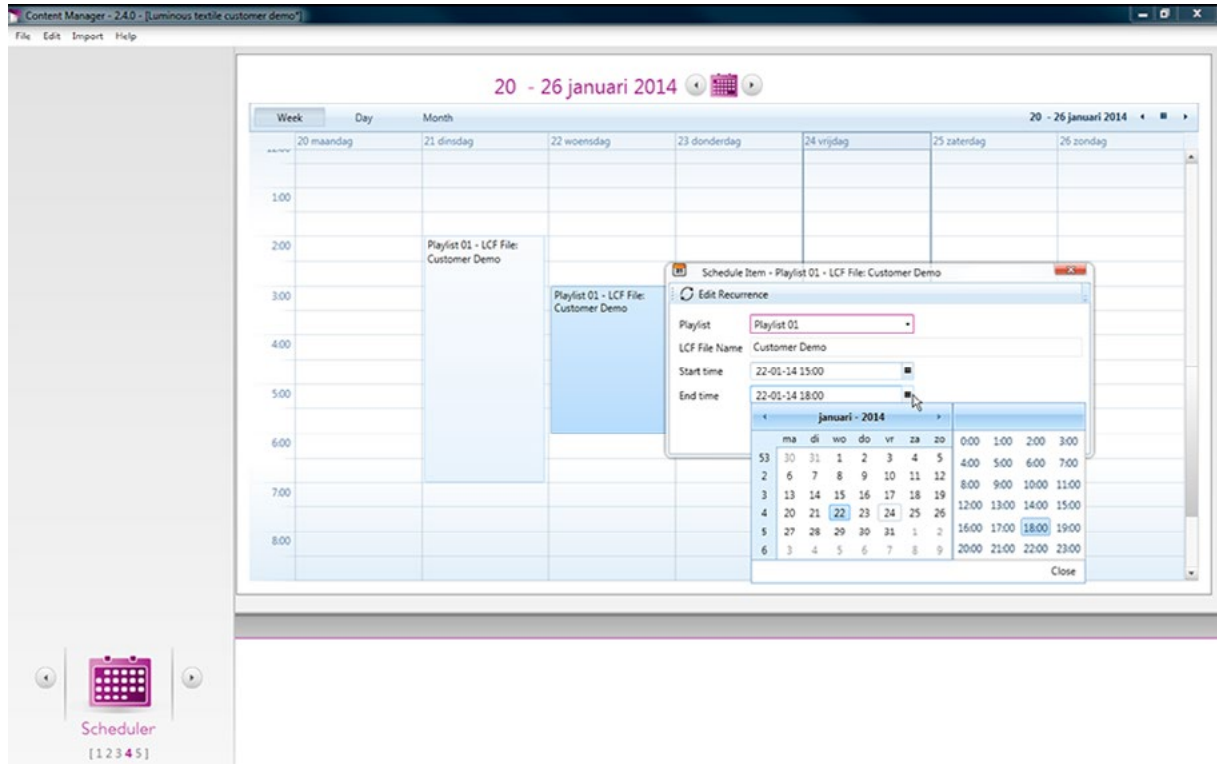 Content Manager - 2.4.0 - [Luminous textile customer demo*]
File Edit Import Help
20 - 26 januari 2014
Week Day Month 20 - 26 januari 2014
20 maandag 21 dinsdag 22 woensdag 23 donderdag 24 vrijdag 25 zaterdag 26 zondag
1:00
2:00
3:00
4:00
5:00
6:00
7:00
8:00
Playlist 01 - LCF File:
Customer Demo
Playlist 01 - LCF File:
Customer Demo
Schedule Item - Playlist 01 - LCF File: Customer Demo
Edit Recurrence
Playlist Playlist 01
LCF File Name Customer Demo
Start time 22-01-14 15:00
End time 22-01-14 18:00
januari - 2014
ma di wo do vr za zo
53 30 31 1 2 3 4 5
2 6 7 8 9 10 11 12
3 13 14 15 16 17 18 19
4 20 21 22 23 24 25 26
5 27 28 29 30 31 1 2
6 3 4 5 6 7 8 9
0:00 1:00 2:00 3:00
4:00 5:00 6:00 7:00
8:00 9:00 10:00 11:00
12:00 13:00 14:00 15:00
16:00 17:00 18:00 19:00
20:00 21:00 22:00 23:00
Close
Scheduler
[1 2 3 4 5]